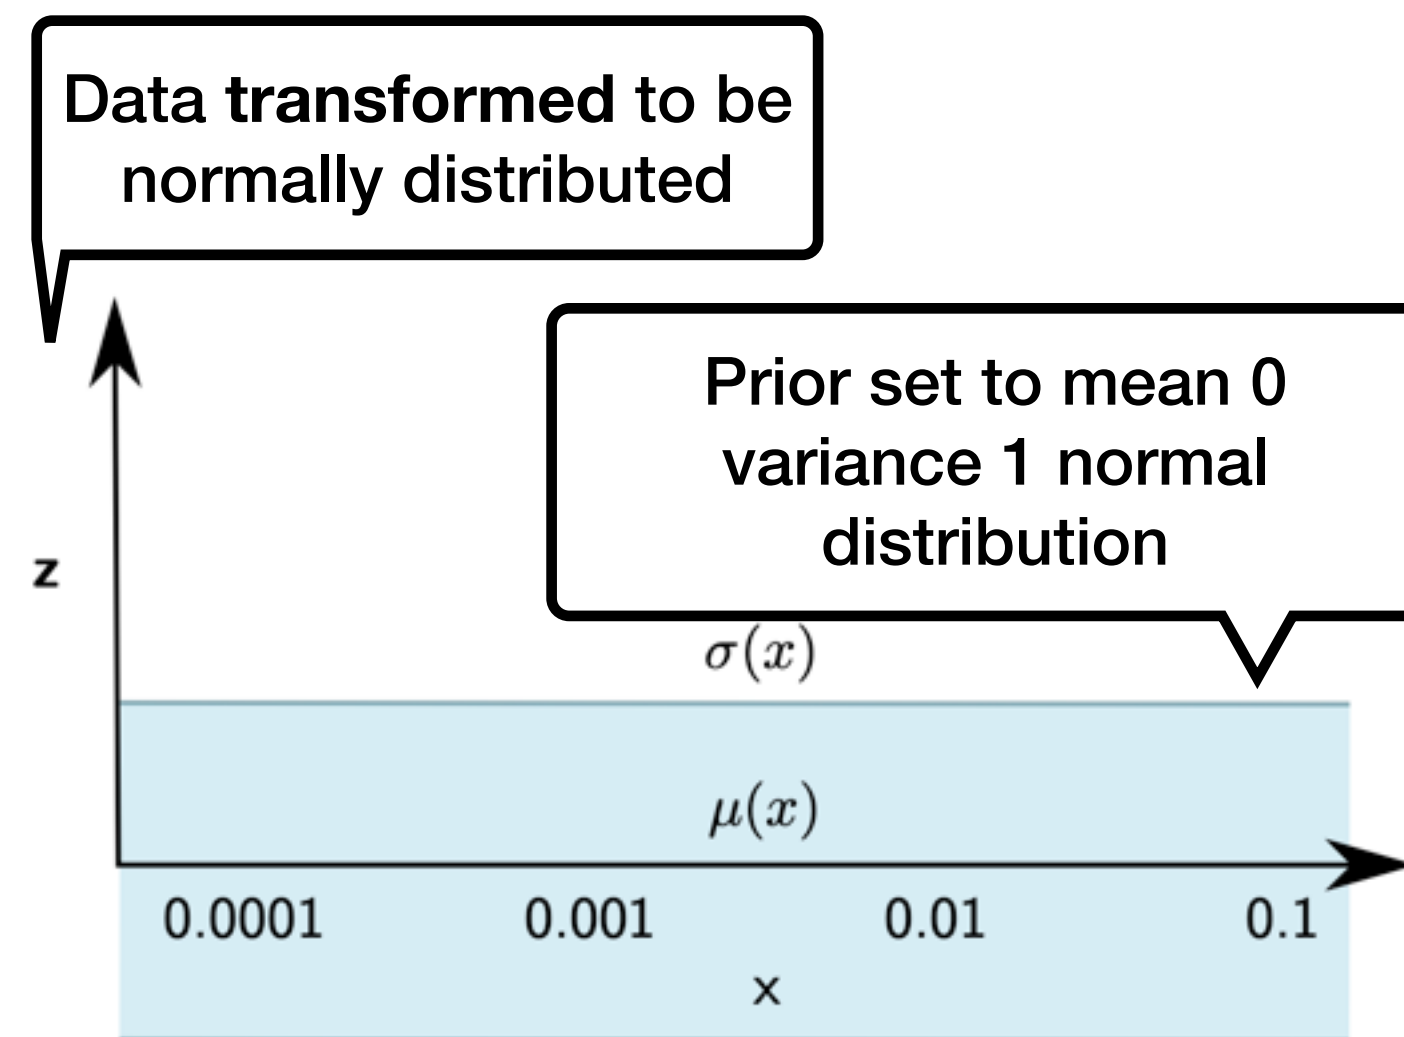 Data transformed to be
normally distributed
Prior set to mean 0
variance 1 normal
distribution
z
σ(x)
μ(x)
0.0001 0.001 0.01 0.1
x